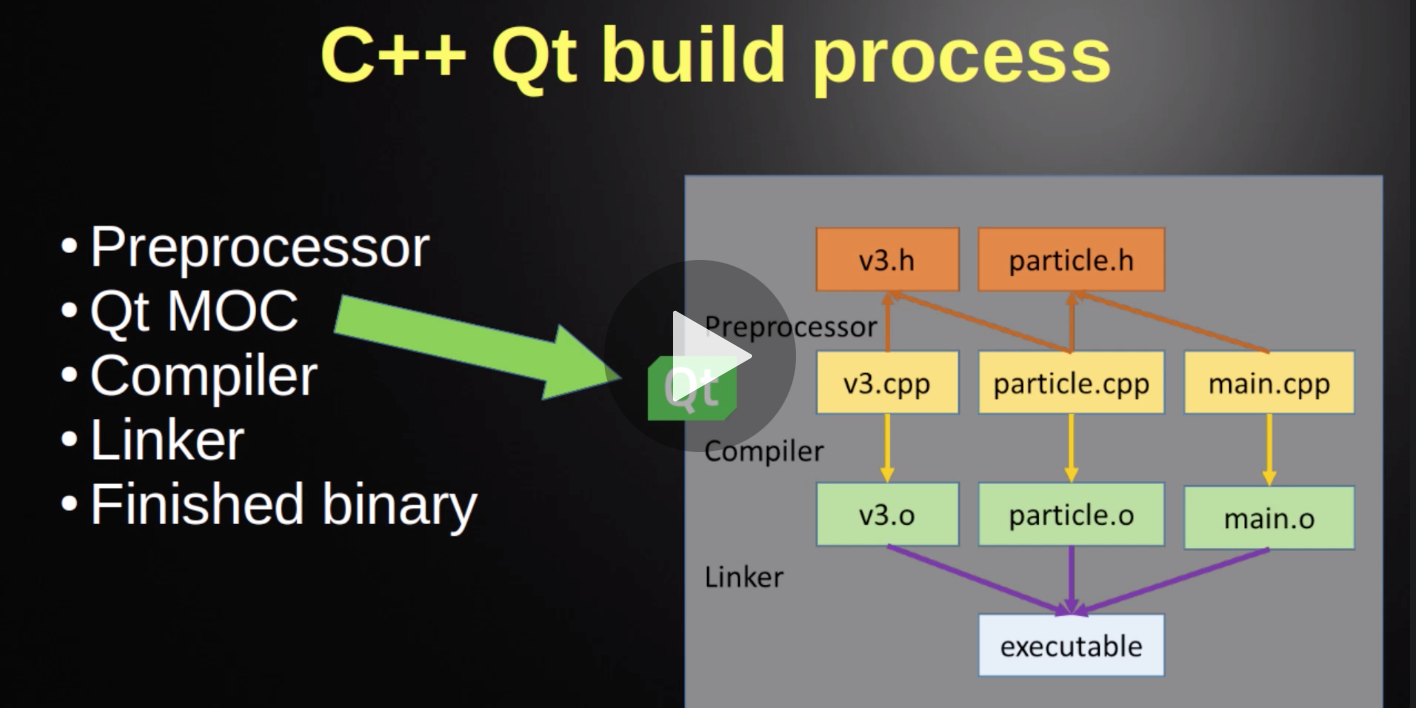 C++ Qt build process
• Preprocessor
• Qt MOC
• Compiler
• Linker
• Finished binary
v3.h
particle.h
Preprocessor
Qt
v3.cpp
particle.cpp
main.cpp
Compiler
v3.o
particle.o
main.o
Linker
executable